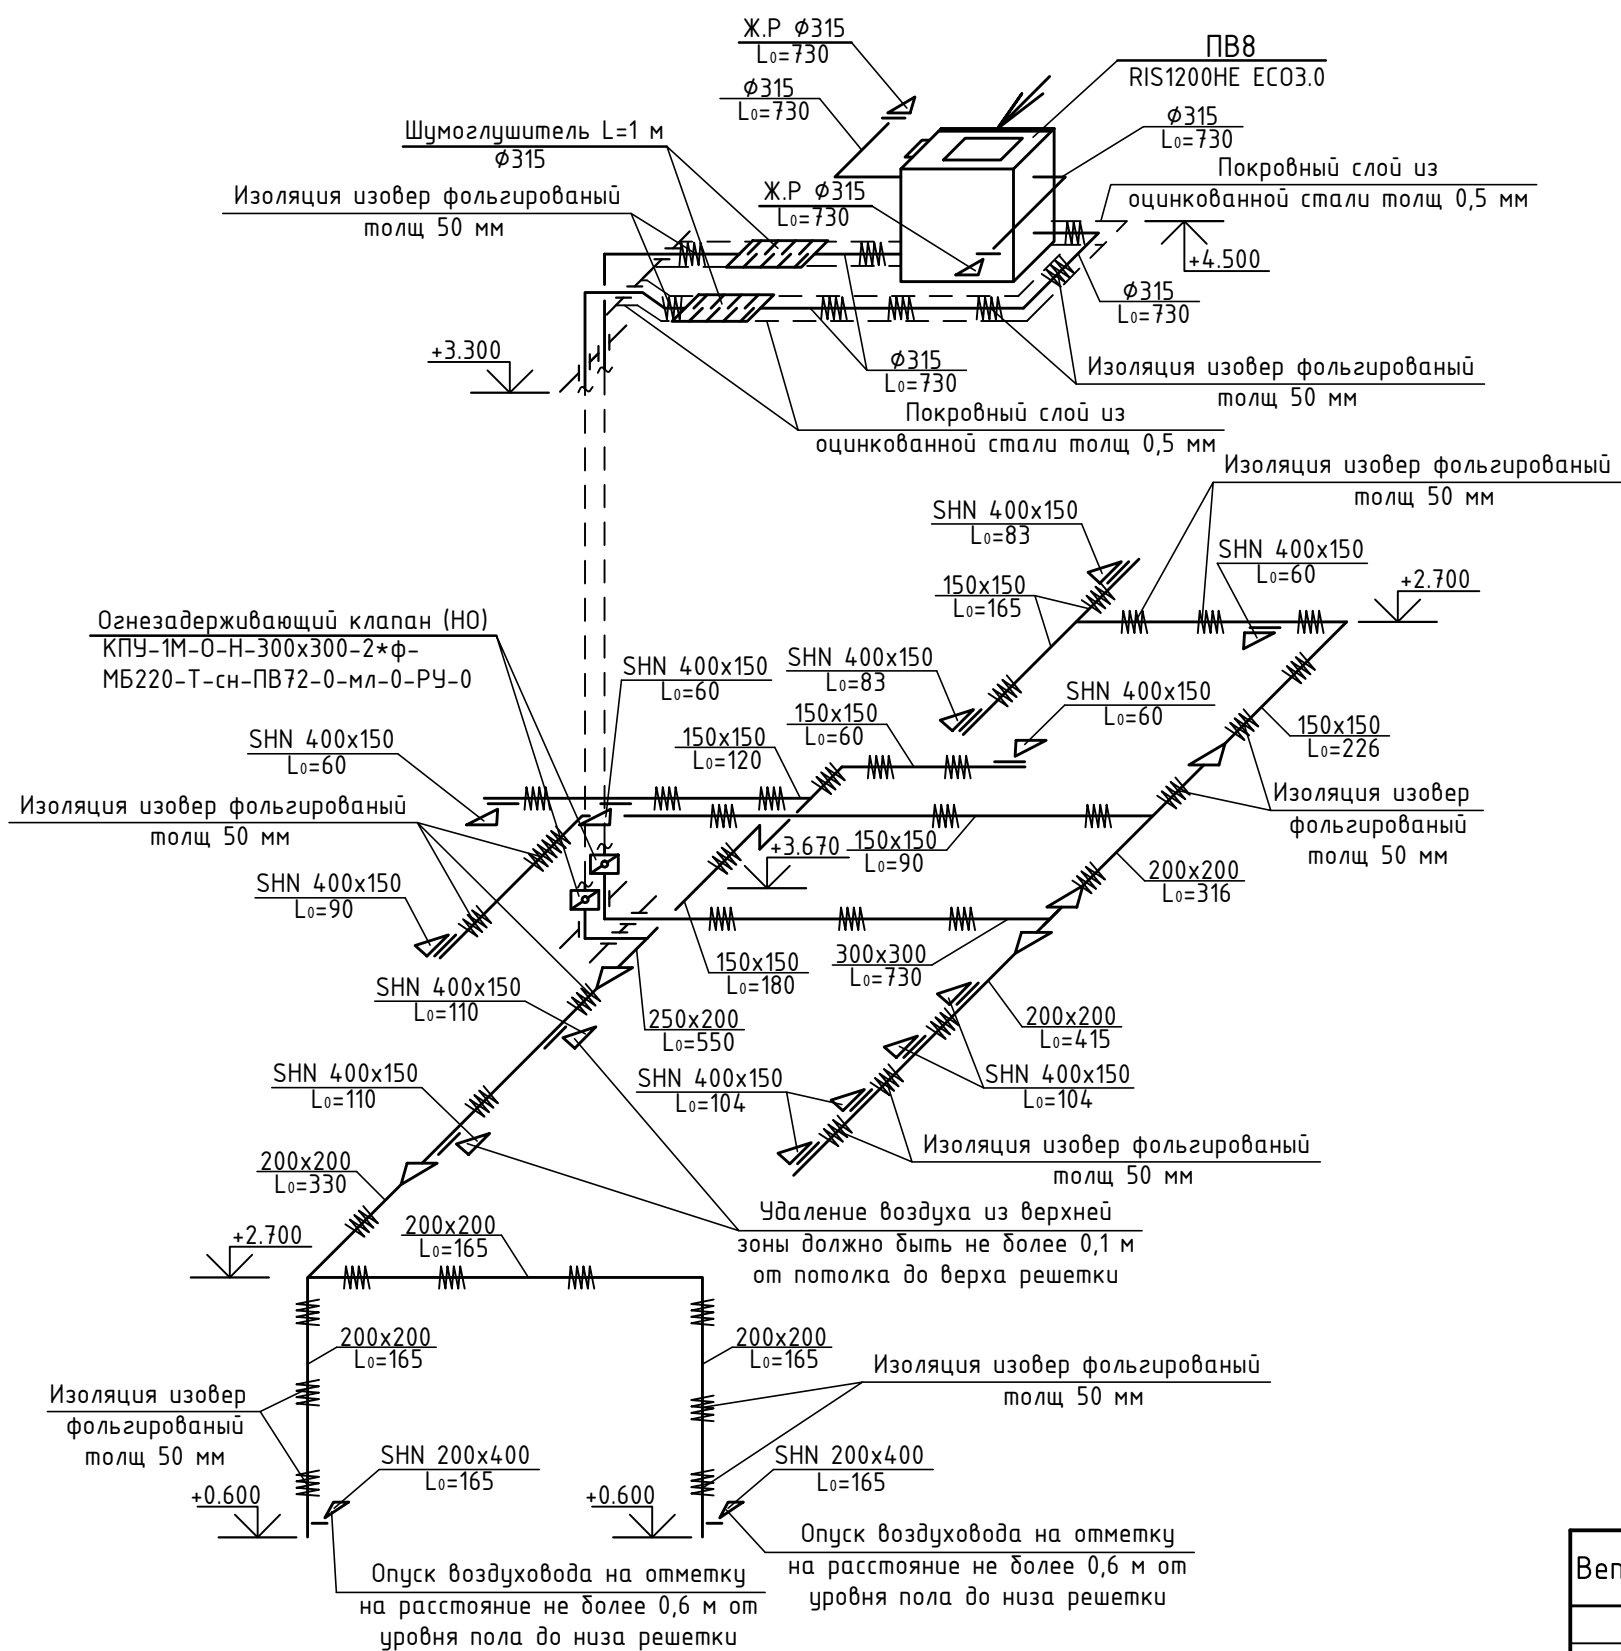 Ж.Р Ф315
L₀=730
ПВ8
RIS1200HE ECO3.0
Ф315
L₀=730
Ф315
L₀=730
Шумоглушитель L=1 м
Ф315
Покровный слой из
оцинкованной стали толщ 0,5 мм
Изоляция изовер фольгированый
толщ 50 мм
Ж.Р Ф315
L₀=730
+4.500
Ф315
L₀=730
+3.300
Ф315
L₀=730
Изоляция изовер фольгированый
толщ 50 мм
Покровный слой из
оцинкованной стали толщ 0,5 мм
Изоляция изовер фольгированый
толщ 50 мм
SHN 400x150
L₀=83
SHN 400x150
L₀=60
+2.700
150x150
L₀=165
Огнезадерживающий клапан (НО)
КПУ-1М-О-Н-300х300-2*ф-
МБ220-Т-сн-ПВ72-0-мл-0-РУ-0
SHN 400x150
L₀=60
SHN 400x150
L₀=83
SHN 400x150
L₀=60
150x150
L₀=60
150x150
L₀=226
SHN 400x150
L₀=60
150x150
L₀=120
Изоляция изовер фольгированый
толщ 50 мм
Изоляция изовер
фольгированый
толщ 50 мм
+3.670
150x150
L₀=90
200x200
L₀=316
SHN 400x150
L₀=90
150x150
L₀=180
300x300
L₀=730
SHN 400x150
L₀=110
250x200
L₀=550
200x200
L₀=415
SHN 400x150
L₀=110
SHN 400x150
L₀=104
SHN 400x150
L₀=104
Изоляция изовер фольгированый
толщ 50 мм
200x200
L₀=330
Удаление воздуха из верхней
зоны должно быть не более 0,1 м
от потолка до верха решетки
+2.700
200x200
L₀=165
200x200
L₀=165
200x200
L₀=165
Изоляция изовер фольгированый
толщ 50 мм
Изоляция изовер
фольгированый
толщ 50 мм
SHN 200x400
L₀=165
SHN 200x400
L₀=165
+0.600
+0.600
Опуск воздуховода на отметку
на расстояние не более 0,6 м от
уровня пола до низа решетки
Опуск воздуховода на отметку
на расстояние не более 0,6 м от
уровня пола до низа решетки